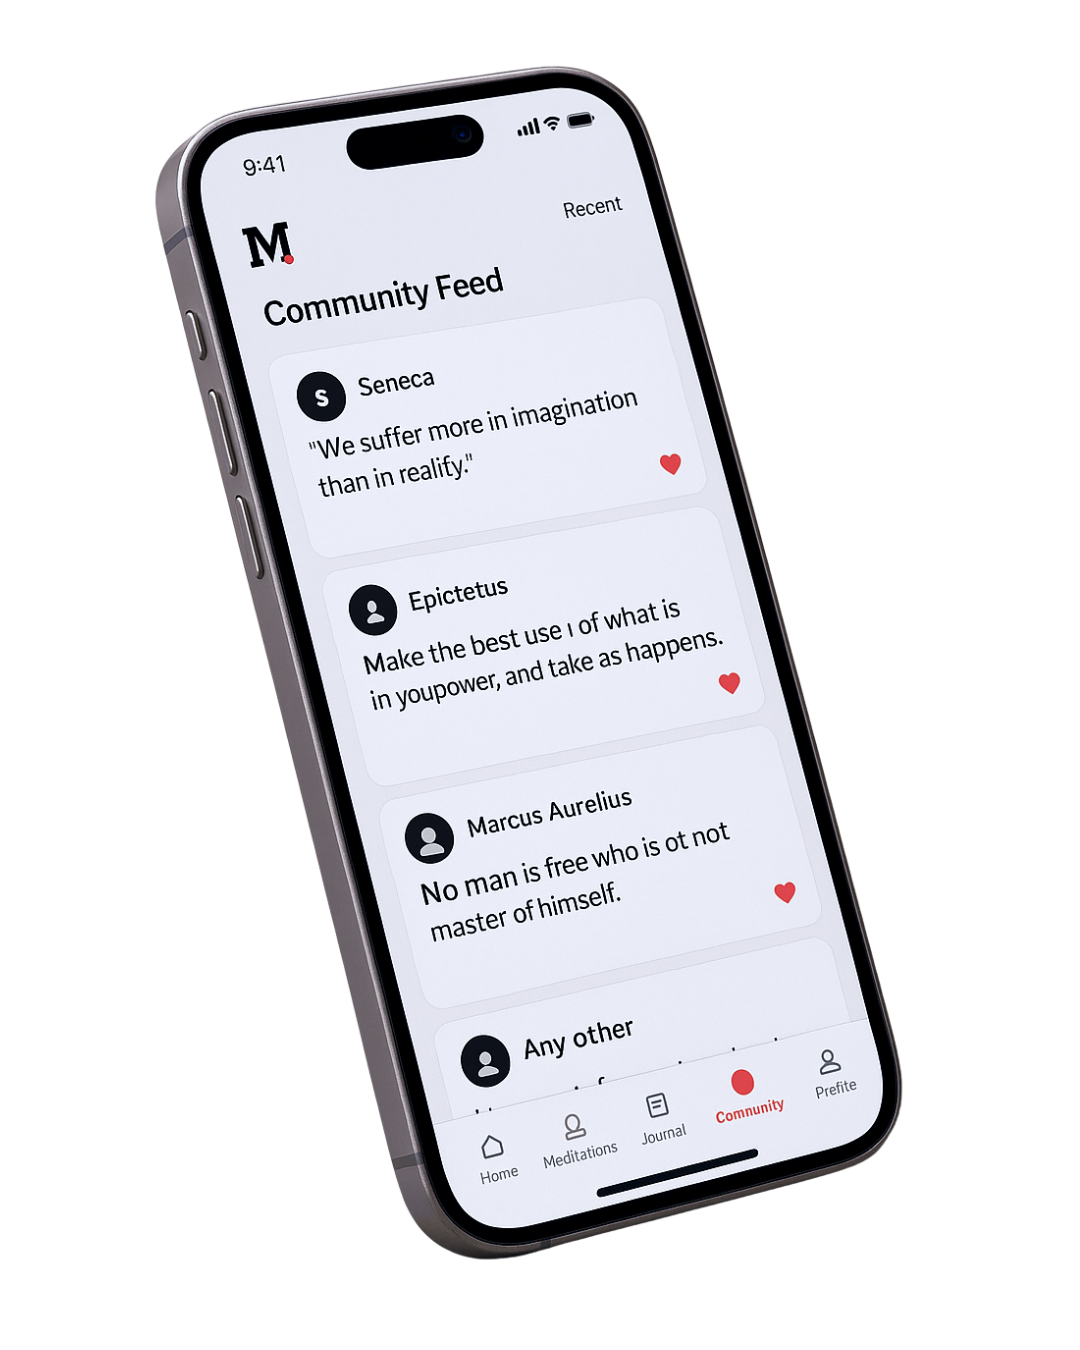 9:41
Recent
M.
Community Feed
S
Seneca
"We suffer more in imagination
than in realify."
Epictetus
Make the best use ı of what is
in youpower, and take as happens.
Marcus Aurelius
No man is free who is ot not
master of himself.
Any other
Home
Meditations
Journal
Comnunity
Prefite